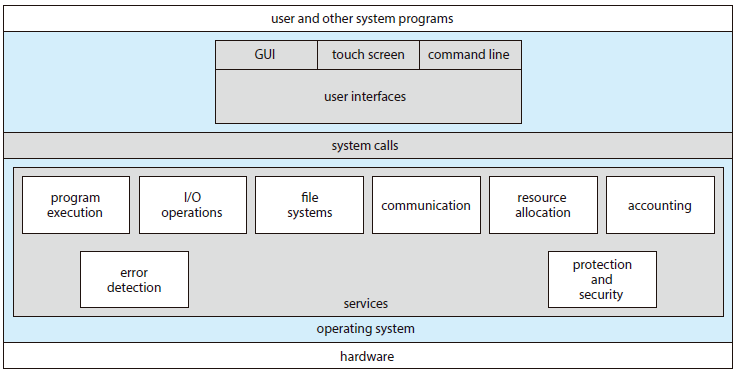 user and other system programs
GUI
touch screen
command line
user interfaces
system calls
program
execution
I/O
operations
file
systems
communication
resource
allocation
accounting
error
detection
protection
and
security
services
operating system
hardware